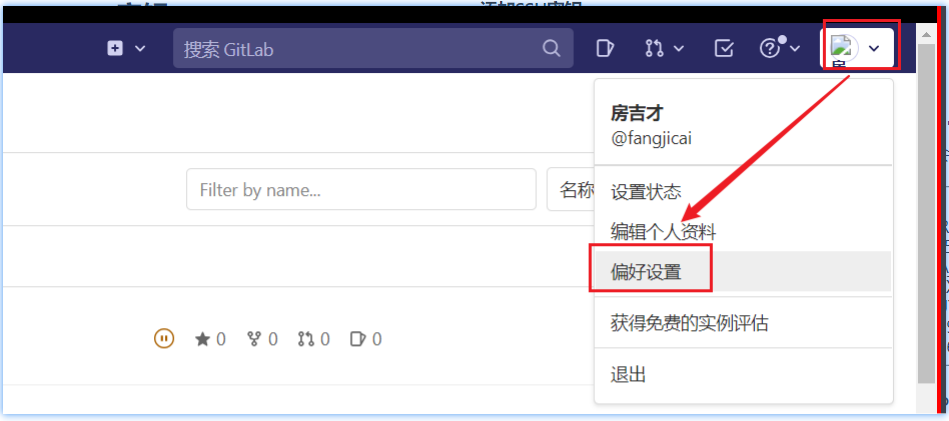 搜索 GitLab
房吉才
@fangjicai
Filter by name...
名称
设置状态
编辑个人资料
偏好设置
获得免费的实例评估
0
0
0
0
退出